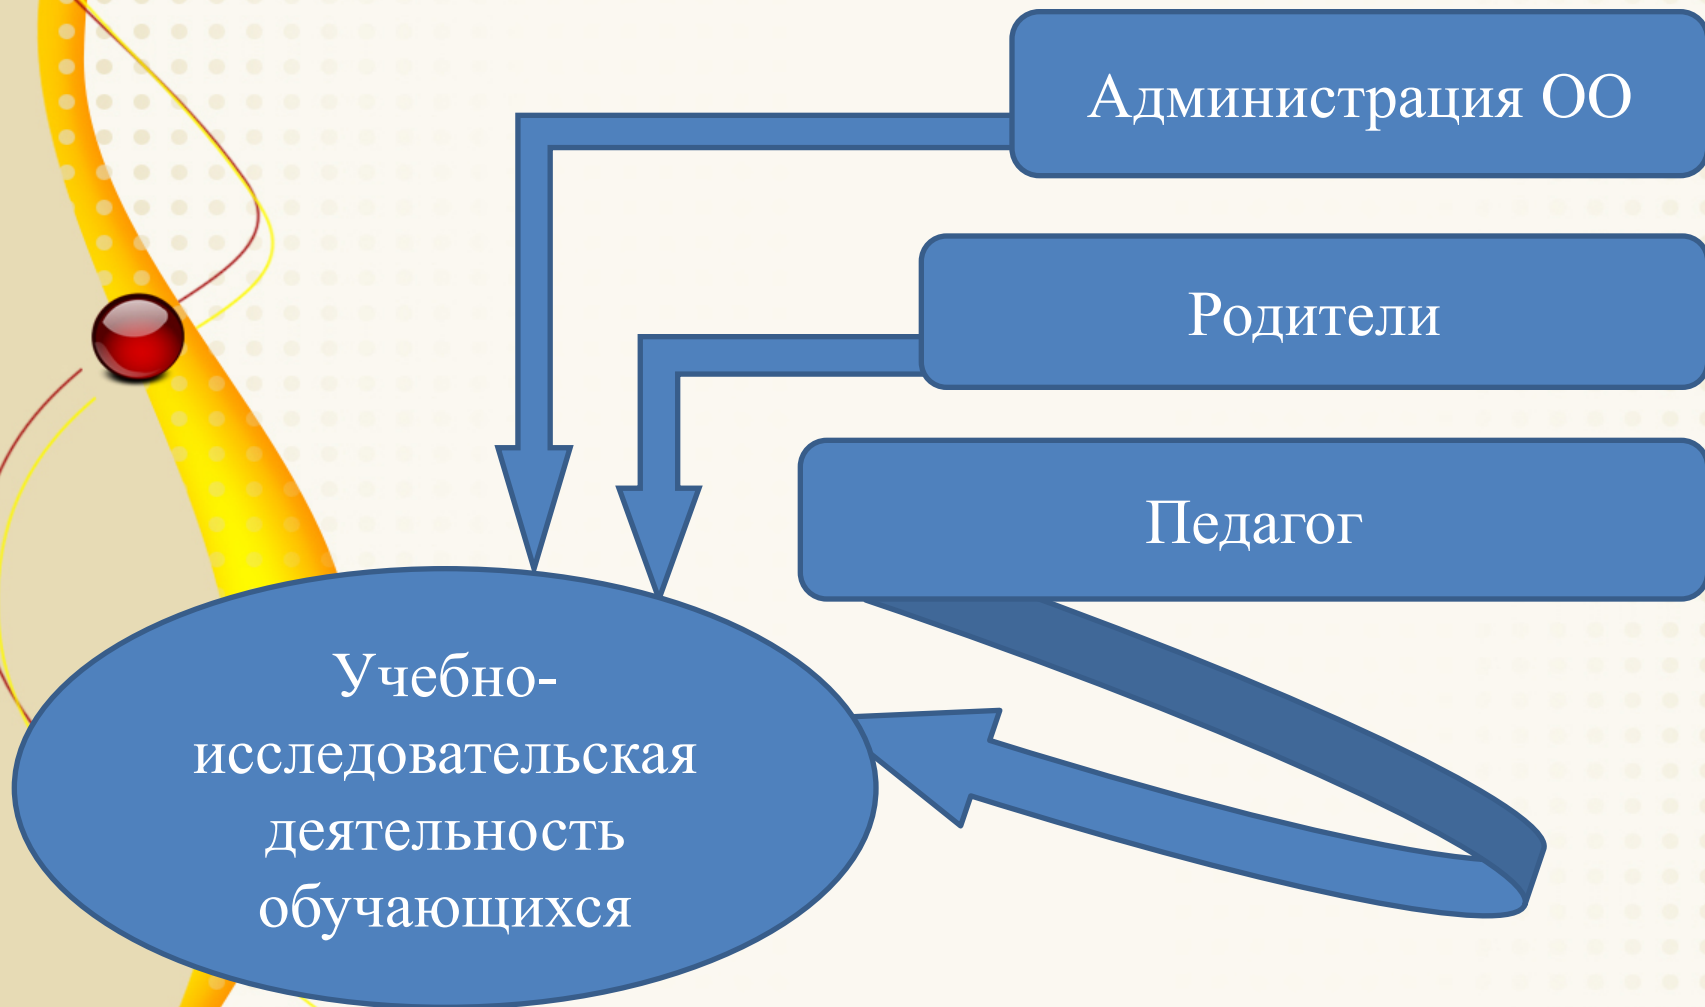 Администрация ОО
Родители
Педагог
Учебно-
исследовательская
деятельность
обучающихся